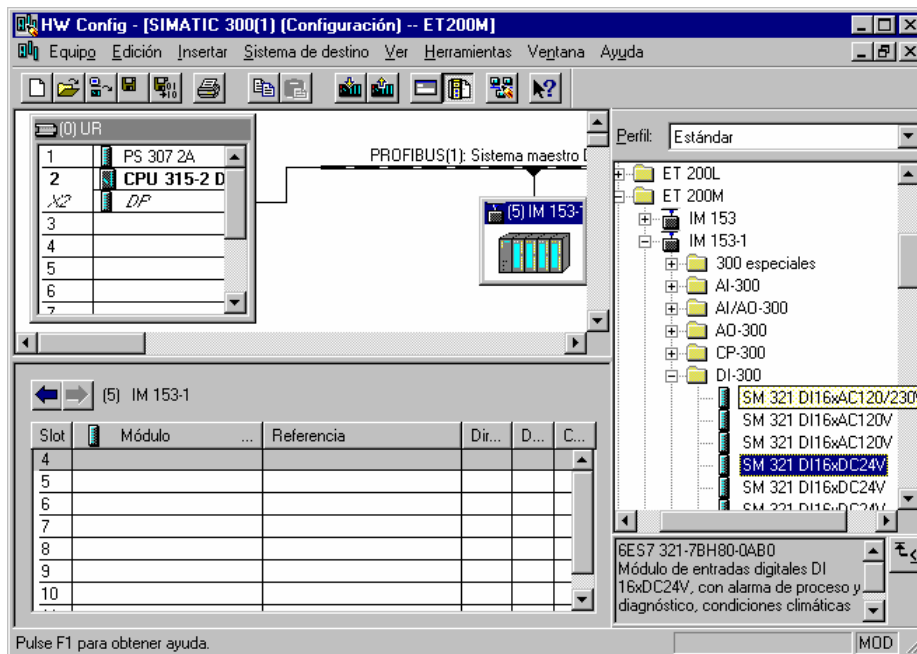 HW Config - [SIMATIC 300(1) (Configuración) -- ET200M]
Equipo Edición Insertar Sistema de destino Ver Herramientas Ventana Ayuda
(0) UR
1 PS 307 2A
2 CPU 315-2 D
X2 DP
3
4
5
6
7
PROFIBUS(1): Sistema maestro
(5) IM 153-1
Perfil: Estándar
ET 200L
ET 200M
IM 153
IM 153-1
300 especiales
AI-300
AI/AO-300
AO-300
CP-300
DI-300
SM 321 DI16xAC120/230V
SM 321 DI16xAC120V
SM 321 DI16xAC120V
SM 321 DI16xDC24V
SM 321 DI16xDC24V
SM 321 DI16xDC24V
(5) IM 153-1
Slot Módulo ... Referencia Dir... D... C...
4
5
6
7
8
9
10
6ES7 321-7BH80-0AB0
Módulo de entradas digitales DI
16xDC24V, con alarma de proceso y
diagnóstico, condiciones climáticas
Pulse F1 para obtener ayuda.
MOD